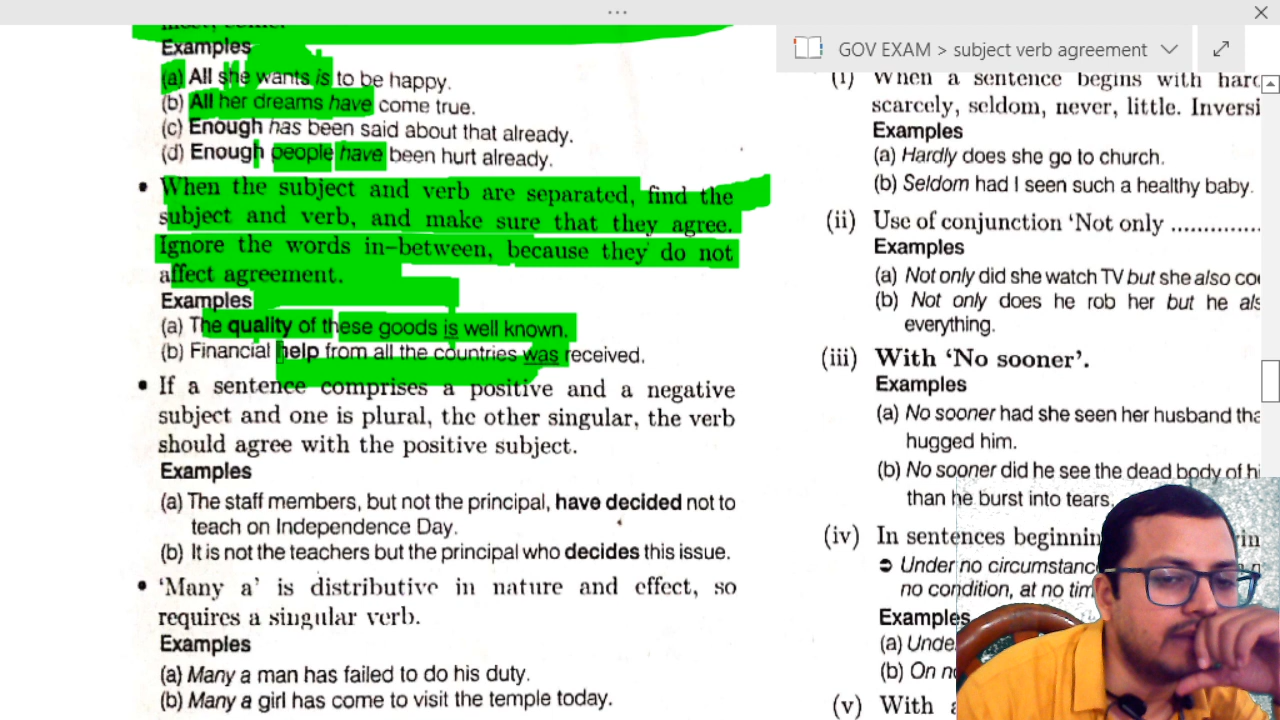 GOV EXAM > subject verb agreement
Examples
(a) All she wants is to be happy.
(b) All her dreams have come true.
(c) Enough has been said about that already.
(d) Enough people have been hurt already.
• When the subject and verb are separated, find the
subject and verb, and make sure that they agree.
Ignore the words in-between, because they do not
affect agreement.
Examples
(a) The quality of these goods is well known.
(b) Financial help from all the countries was received.
• If a sentence comprises a positive and a negative
subject and one is plural, the other singular, the verb
should agree with the positive subject.
Examples
(a) The staff members, but not the principal, have decided not to
teach on Independence Day.
(b) It is not the teachers but the principal who decides this issue.
• 'Many a' is distributive in nature and effect, so
requires a singular verb.
Examples
(a) Many a man has failed to do his duty.
(b) Many a girl has come to visit the temple today.
(i) When a sentence begins with
scarcely, seldom, never, little.
Examples
(a) Hardly does she go to church.
(b) Seldom had I seen such a healthy baby.
(ii) Use of conjunction 'Not only .............
Examples
(a) Not only did she watch TV but she also
(b) Not only does he rob her but he
everything.
(iii) With 'No sooner'.
Examples
(a) No sooner had she seen her husband
hugged him.
(b) No sooner did he see the dead body of
than he burst into tears.
(iv) In sentences
➲ Under no
no condition, at no
Examples
(a)
(b) On
(v) With